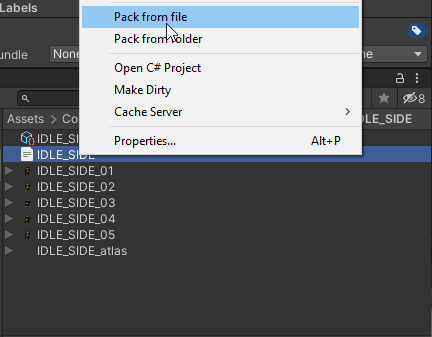 Labels
Pack from file
undle
None
Pack from Folder
Open C# Project
Make Dirty
8
Cache Server
Assets > Co
DLE_SIDE
IDLE_SI
Properties...
Alt+P
IDLE_SIDE
IDLE_SIDE_01
IDLE_SIDE_02
IDLE_SIDE_03
IDLE_SIDE_04
IDLE_SIDE_05
IDLE_SIDE_atlas